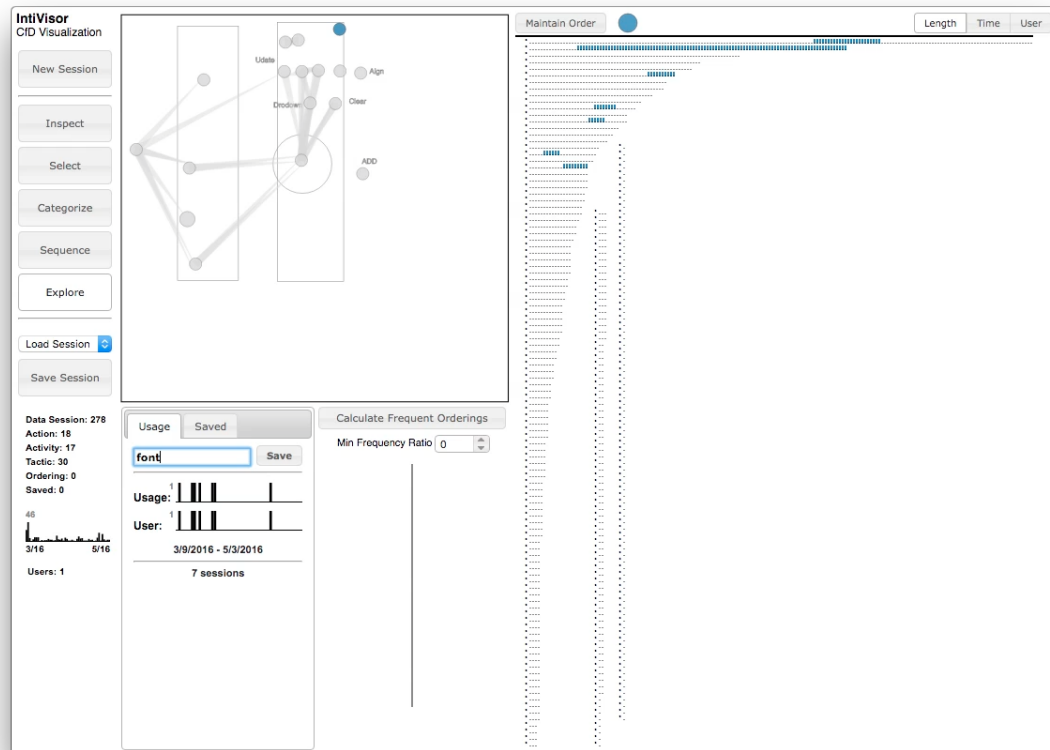 IntiVisor
CfD Visualization
New Session
Inspect
Select
Categorize
Sequence
Explore
Load Session
Save Session
Data Session: 278
Action: 18
Activity: 17
Tactic: 30
Ordering: 0
Saved: 0
46
3/16 5/16
Users: 1
Udate
Align
Drodown
Clear
ADD
Usage Saved
font Save
Usage: 1
User: 1
3/9/2016 - 5/3/2016
7 sessions
Calculate Frequent Orderings
Min Frequency Ratio 0
Maintain Order
Length Time User